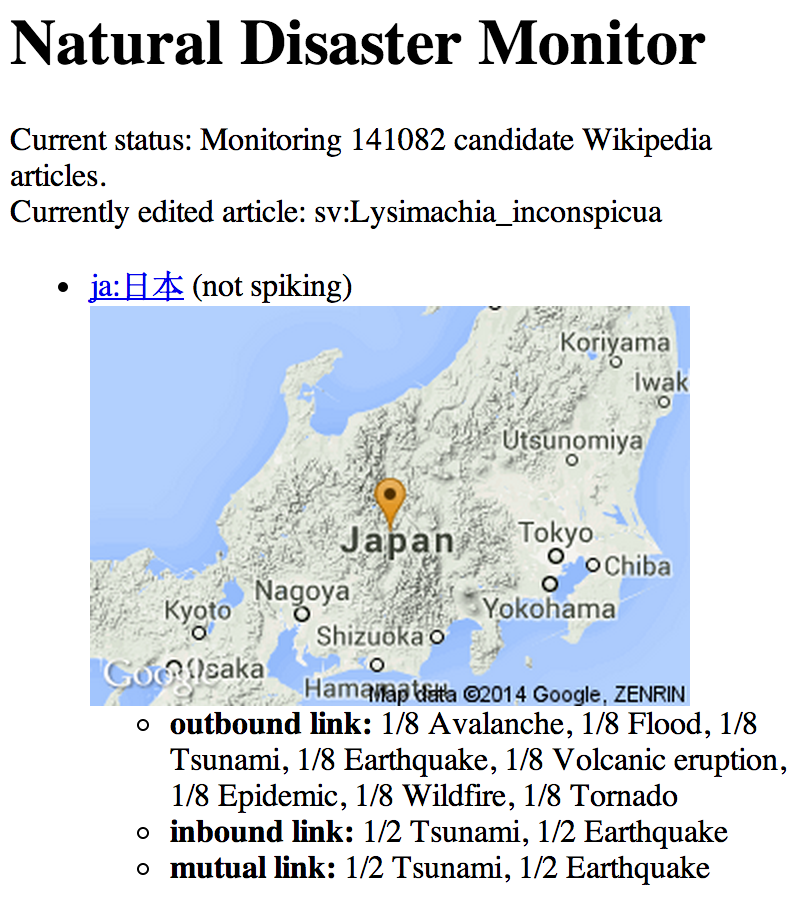 Natural Disaster Monitor
Current status: Monitoring 141082 candidate Wikipedia
articles.
Currently edited article: sv:Lysimachia_inconspicua
ja:日本 (not spiking)
Koriyama
Iwak
Utsunomiya
Japan
Tokyo
Chiba
Nagoya
Yokohama
Kyoto
Shizuoka
Google
Osaka
Hamamatsu
Map data ©2014 Google, ZENRIN
outbound link: 1/8 Avalanche, 1/8 Flood, 1/8
Tsunami, 1/8 Earthquake, 1/8 Volcanic eruption,
1/8 Epidemic, 1/8 Wildfire, 1/8 Tornado
inbound link: 1/2 Tsunami, 1/2 Earthquake
mutual link: 1/2 Tsunami, 1/2 Earthquake